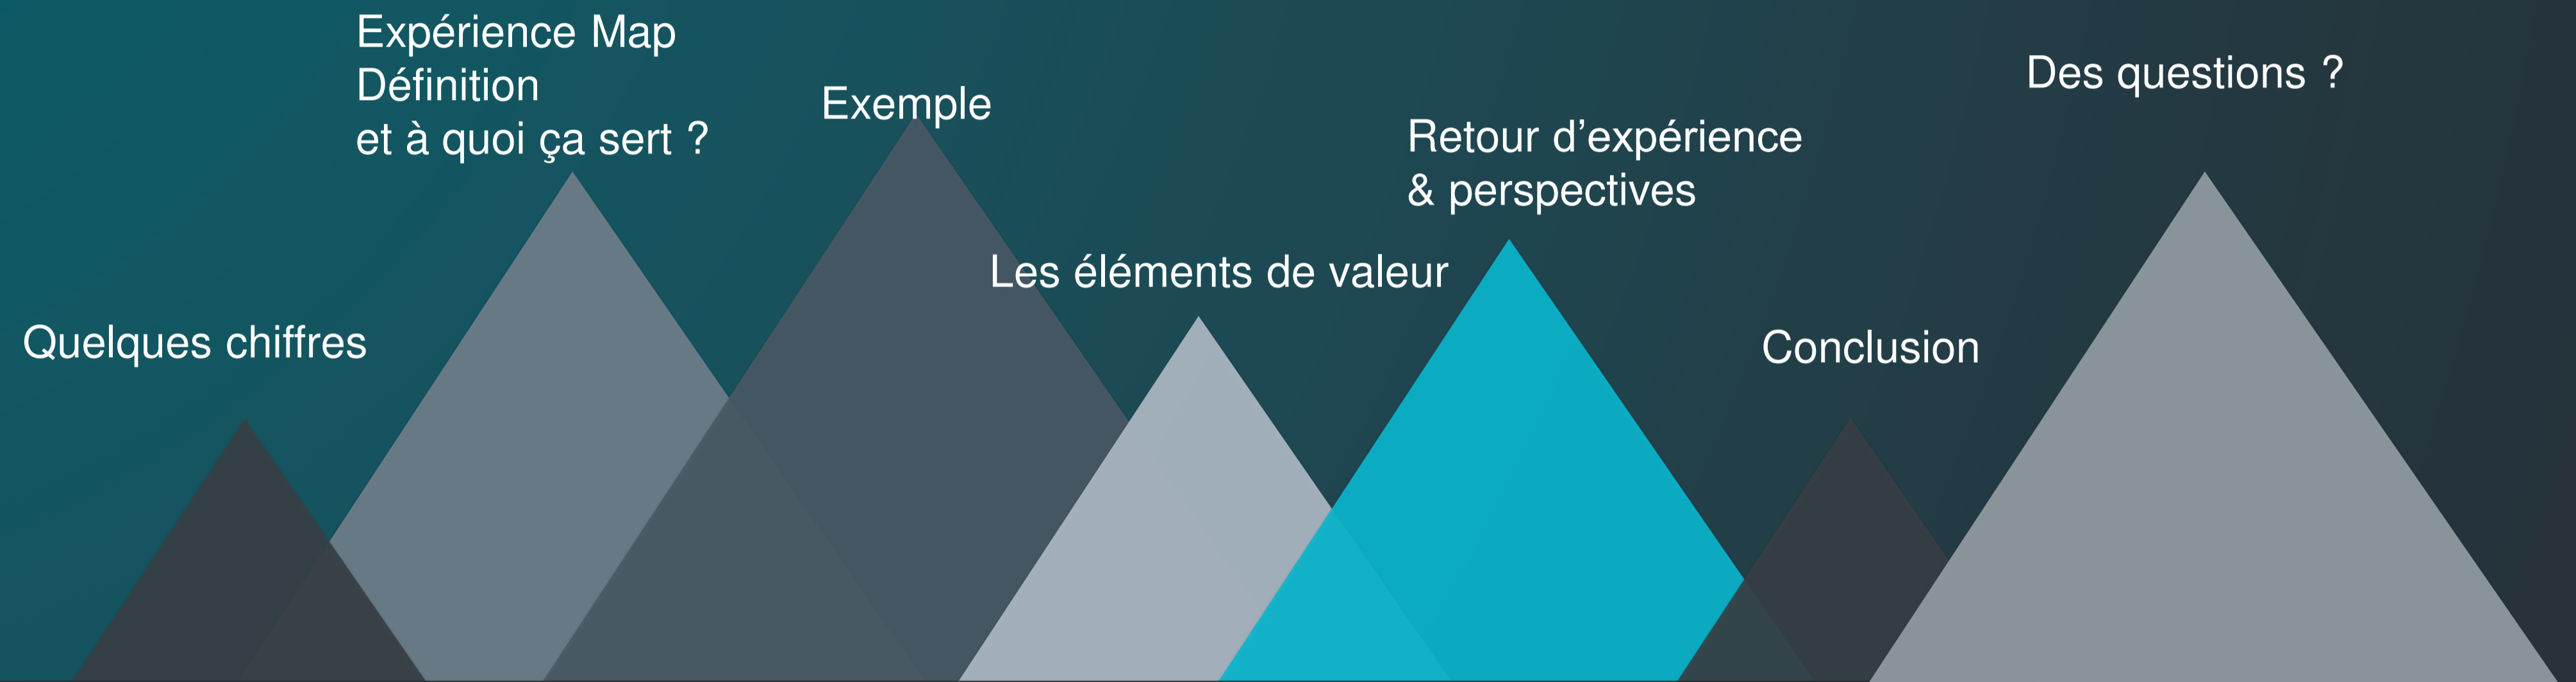 Quelques chiffres
Expérience Map
Définition
et à quoi ça sert ?
Exemple
Les éléments de valeur
Retour d’expérience
& perspectives
Conclusion
Des questions ?